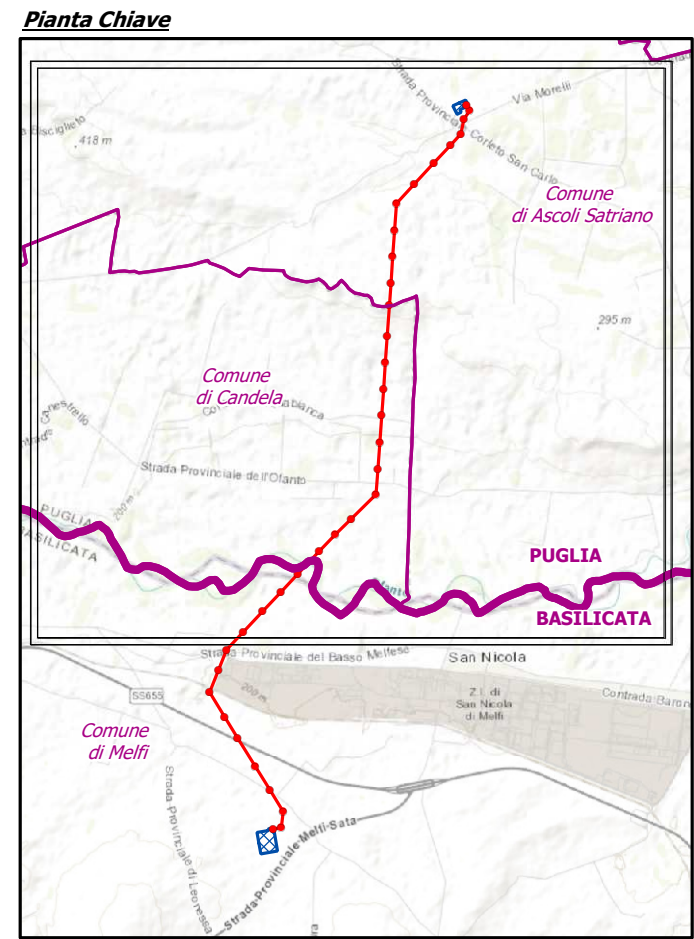 Pianta Chiave
Strada Provinciale Corleto San Carlo
Via Morelli
418 m
Comune
di Ascoli Satriano
295 m
Comune
di Candela
Strada Provinciale dell'Ofanto
200 m
PUGLIA
BASILICATA
PUGLIA
BASILICATA
Ofanto
Strada Provinciale del Basso Melfese
San Nicola
200 m
Z.I. di
San Nicola
di Melfi
SS655
Contrada Baron
Comune
di Melfi
Strada Provinciale di Leonessa
Strada-Provinciale-Melfi-Sata